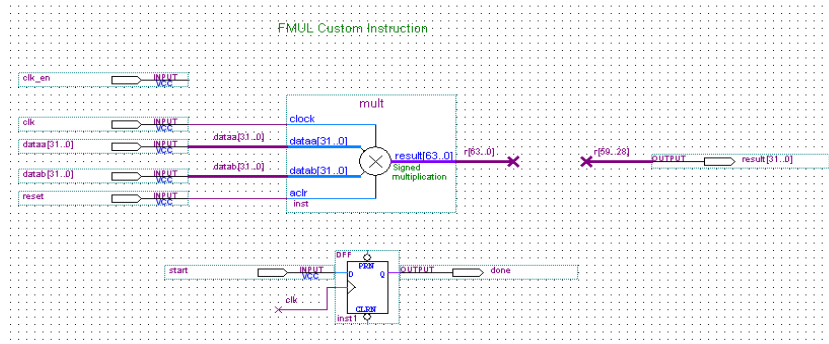 FMUL Custom Instruction
clk_en INPUT VCC
mult
clk INPUT VCC clock
dataa[31..0] INPUT VCC dataa[31..0] dataa[31..0]
result[63..0] r[63..0] r[59..28] OUTPUT result[31..0]
datab[31..0] INPUT VCC datab[31..0] datab[31..0]
Signed
multiplication
reset INPUT VCC aclr
inst
DFF
start INPUT VCC D PRN Q OUTPUT done
clk
CLRN
inst1